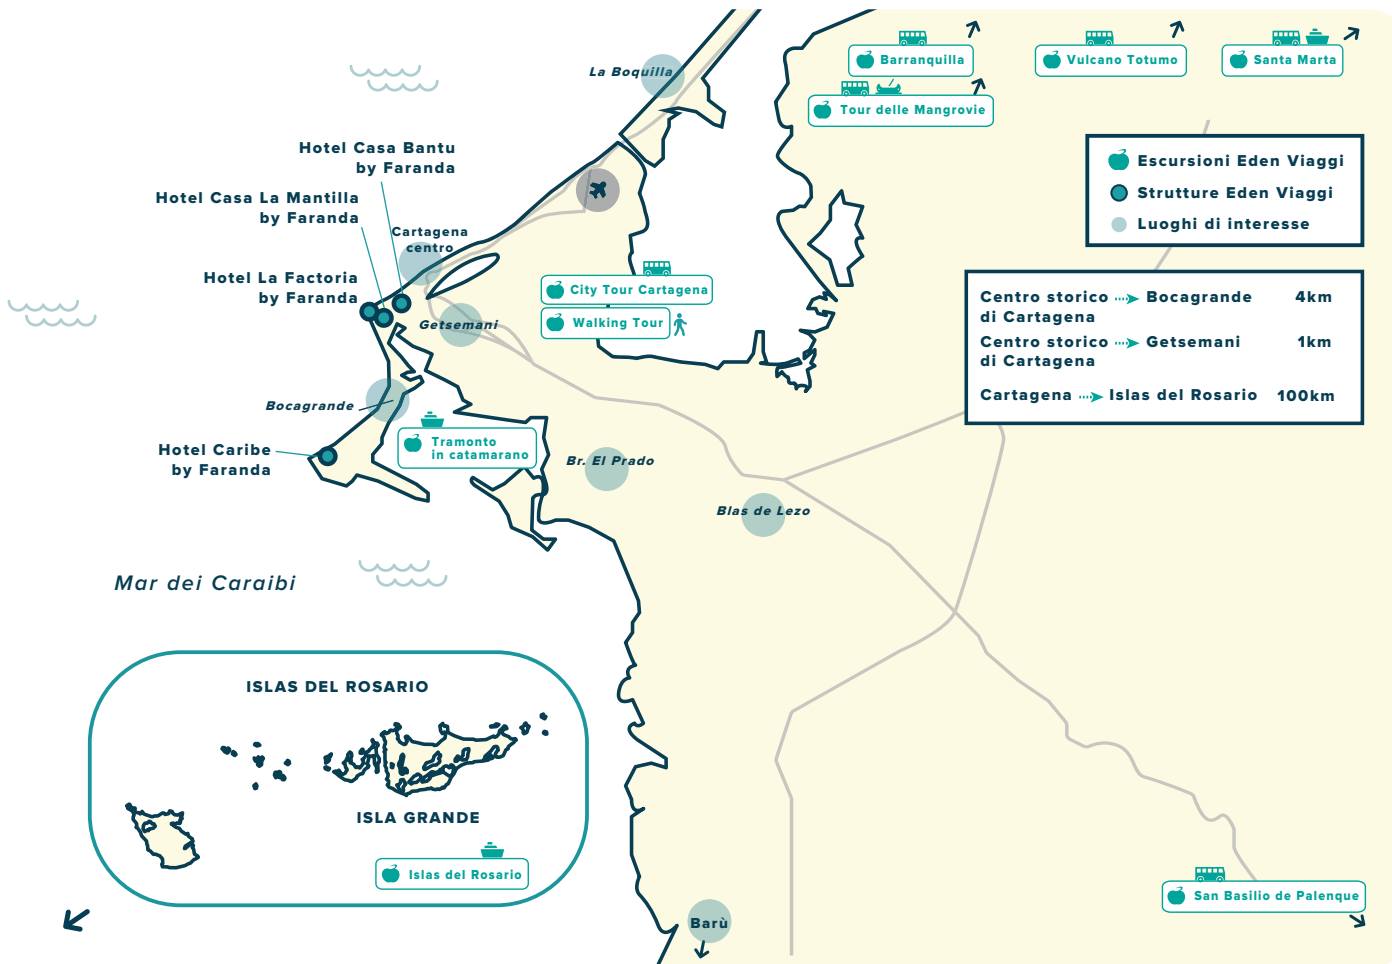 Barranquilla
Vulcano Totumo
Santa Marta
Tour delle Mangrovie
La Boquilla
Hotel Casa Bantu
by Faranda
Hotel Casa La Mantilla
by Faranda
Cartagena
centro
Hotel La Factoria
by Faranda
Escursioni Eden Viaggi
Strutture Eden Viaggi
Luoghi di interesse
City Tour Cartagena
Walking Tour
Getsemani
Centro storico Bocagrande 4km
di Cartagena
Centro storico Getsemani 1km
di Cartagena
Cartagena Islas del Rosario 100km
Bocagrande
Hotel Caribe
by Faranda
Tramonto
in catamarano
Br. El Prado
Blas de Lezo
Mar dei Caraibi
ISLAS DEL ROSARIO
ISLA GRANDE
Islas del Rosario
San Basilio de Palenque
Barù